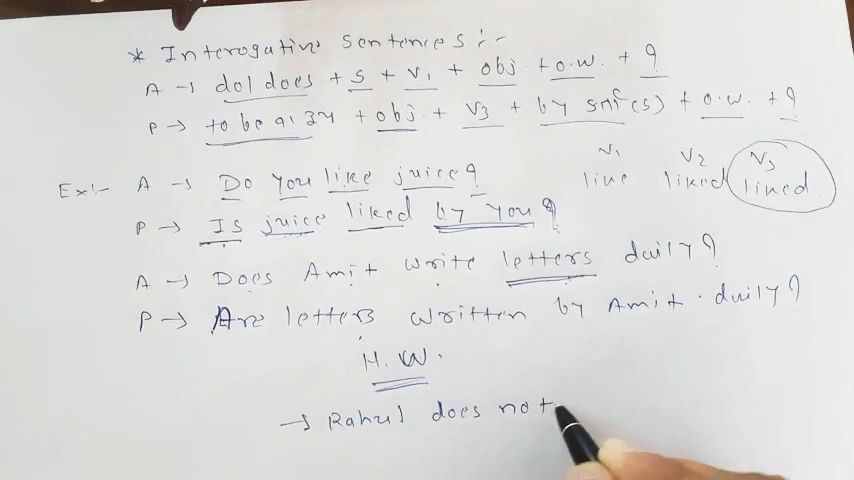 * Interogative sentences :-
A → do/does + s + V1 + obj + o.w. + ?
P → to be का उप + obj + V3 + by sub (s) + o.w. + ?
Ex:- A → Do you like juice?
V1 V2 V3
like liked liked
P → Is juice liked by you?
A → Does Amit write letters daily?
P → Are letters written by Amit daily?
H.W.
→ Rahul does not